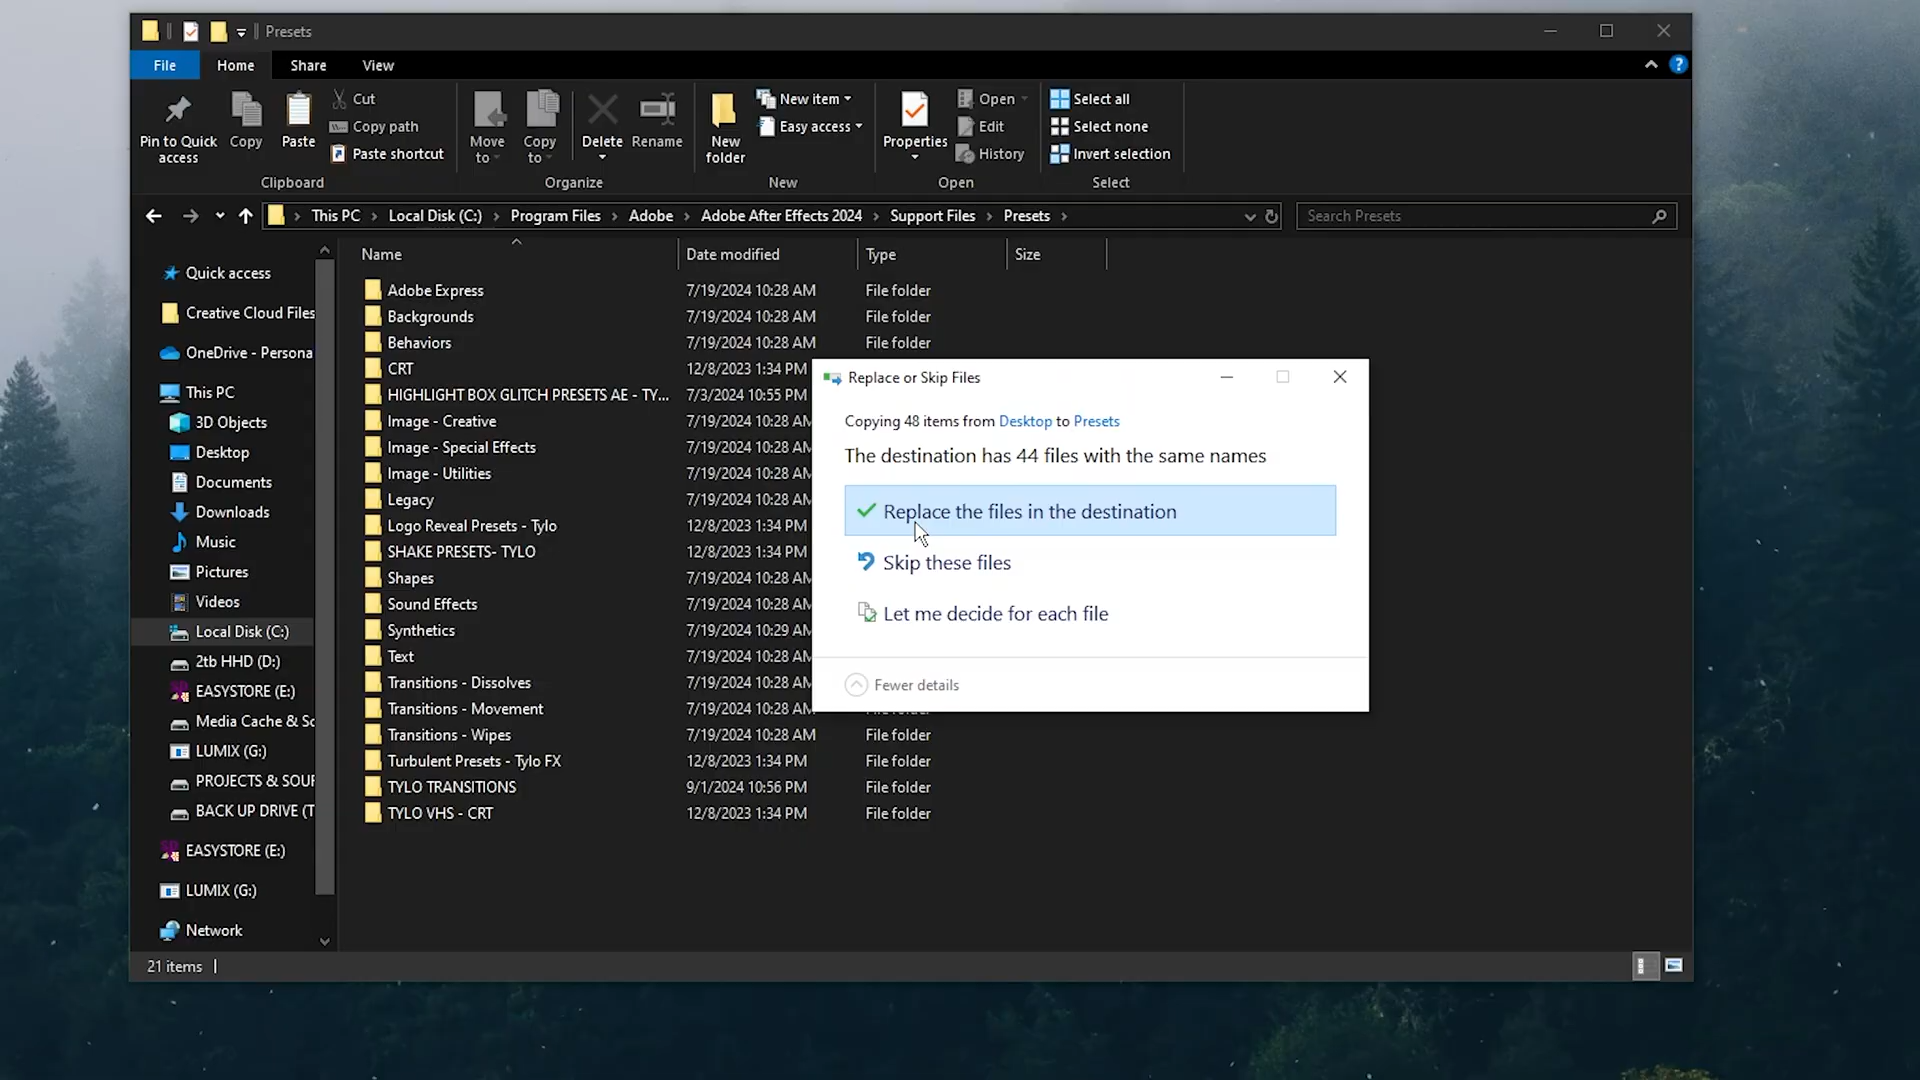 Presets
File Home Share View
Pin to Quick access
Copy
Paste
Cut
Copy path
Paste shortcut
Clipboard
Move to
Copy to
Delete
Rename
Organize
New folder
New item
Easy access
New
Properties
Open
Edit
History
Open
Select all
Select none
Invert selection
Select
This PC > Local Disk (C:) > Program Files > Adobe > Adobe After Effects 2024 > Support Files > Presets >
Search Presets
Quick access
Creative Cloud Files
OneDrive - Persona
This PC
3D Objects
Desktop
Documents
Downloads
Music
Pictures
Videos
Local Disk (C:)
2tb HHD (D:)
EASYSTORE (E:)
Media Cache & Sc
LUMIX (G:)
PROJECTS & SOUR
BACK UP DRIVE (T
EASYSTORE (E:)
LUMIX (G:)
Network
Name Date modified Type Size
Adobe Express 7/19/2024 10:28 AM File folder
Backgrounds 7/19/2024 10:28 AM File folder
Behaviors 7/19/2024 10:28 AM File folder
CRT 12/8/2023 1:34 PM
HIGHLIGHT BOX GLITCH PRESETS AE - TY... 7/3/2024 10:55 PM
Image - Creative 7/19/2024 10:28 AM
Image - Special Effects 7/19/2024 10:28 AM
Image - Utilities 7/19/2024 10:28 AM
Legacy 7/19/2024 10:28 AM
Logo Reveal Presets - Tylo 12/8/2023 1:34 PM
SHAKE PRESETS- TYLO 12/8/2023 1:34 PM
Shapes 7/19/2024 10:28 AM
Sound Effects 7/19/2024 10:28 AM
Synthetics 7/19/2024 10:29 AM
Text 7/19/2024 10:28 AM
Transitions - Dissolves 7/19/2024 10:28 AM
Transitions - Movement 7/19/2024 10:28 AM
Transitions - Wipes 7/19/2024 10:28 AM File folder
Turbulent Presets - Tylo FX 12/8/2023 1:34 PM File folder
TYLO TRANSITIONS 9/1/2024 10:56 PM File folder
TYLO VHS - CRT 12/8/2023 1:34 PM File folder
Replace or Skip Files
Copying 48 items from Desktop to Presets
The destination has 44 files with the same names
Replace the files in the destination
Skip these files
Let me decide for each file
Fewer details
21 items